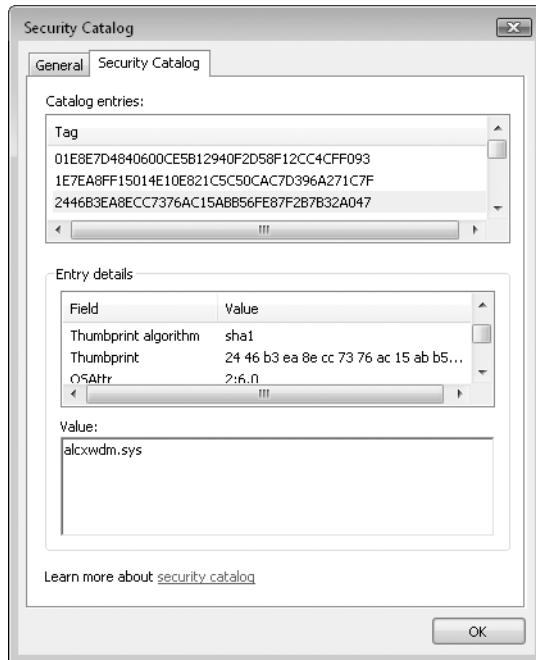 Security Catalog
General
Security Catalog
Catalog entries:
Tag
01E8E7D4840600CE5B12940F2D58F12CC4CFF093
1E7EA8FF15014E10E821C5C50CAC7D396A271C7F
2446B3EA8ECC7376AC15ABB56FE87F2B7B32A047
Entry details
Field Value
Thumbprint algorithm sha1
Thumbprint 24 46 b3 ea 8e cc 73 76 ac 15 ab b5...
OSAttr 2:6.0
Value:
alcxwdm.sys
Learn more about security catalog
OK